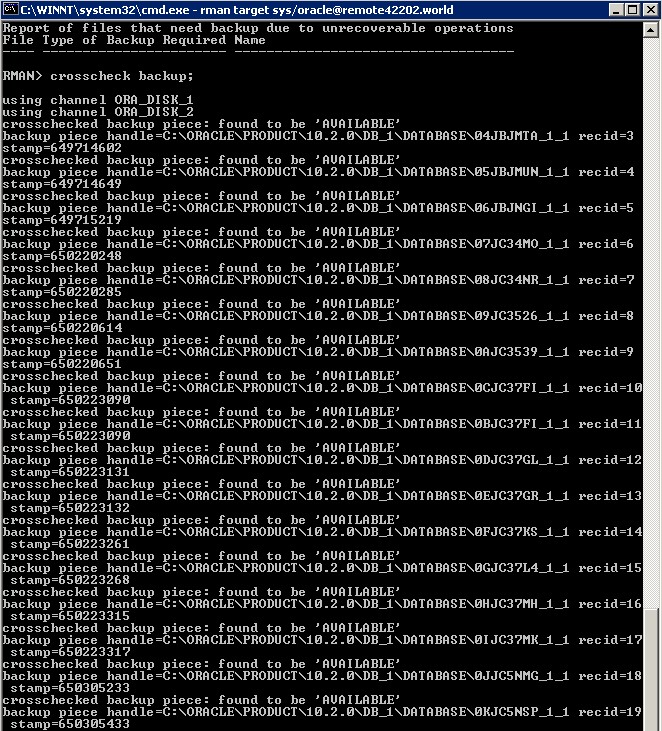 C:\WINNT\system32\cmd.exe - rman target sys/oracle@remote42202.world
Report of files that need backup due to unrecoverable operations
File Type of Backup Required Name
---- ----------------------- -----------------------------------
RMAN> crosscheck backup;
using channel ORA_DISK_1
using channel ORA_DISK_2
crosschecked backup piece: found to be 'AVAILABLE'
backup piece handle=C:\ORACLE\PRODUCT\10.2.0\DB_1\DATABASE\04JBJMTA_1_1 recid=3
stamp=649714602
crosschecked backup piece: found to be 'AVAILABLE'
backup piece handle=C:\ORACLE\PRODUCT\10.2.0\DB_1\DATABASE\05JBJMUN_1_1 recid=4
stamp=649714649
crosschecked backup piece: found to be 'AVAILABLE'
backup piece handle=C:\ORACLE\PRODUCT\10.2.0\DB_1\DATABASE\06JBJNGI_1_1 recid=5
stamp=649715219
crosschecked backup piece: found to be 'AVAILABLE'
backup piece handle=C:\ORACLE\PRODUCT\10.2.0\DB_1\DATABASE\07JC34MO_1_1 recid=6
stamp=650220248
crosschecked backup piece: found to be 'AVAILABLE'
backup piece handle=C:\ORACLE\PRODUCT\10.2.0\DB_1\DATABASE\08JC34NR_1_1 recid=7
stamp=650220285
crosschecked backup piece: found to be 'AVAILABLE'
backup piece handle=C:\ORACLE\PRODUCT\10.2.0\DB_1\DATABASE\09JC3526_1_1 recid=8
stamp=650220614
crosschecked backup piece: found to be 'AVAILABLE'
backup piece handle=C:\ORACLE\PRODUCT\10.2.0\DB_1\DATABASE\0AJC3539_1_1 recid=9
stamp=650220651
crosschecked backup piece: found to be 'AVAILABLE'
backup piece handle=C:\ORACLE\PRODUCT\10.2.0\DB_1\DATABASE\0CJC37FI_1_1 recid=10
stamp=650223090
crosschecked backup piece: found to be 'AVAILABLE'
backup piece handle=C:\ORACLE\PRODUCT\10.2.0\DB_1\DATABASE\0BJC37FI_1_1 recid=11
stamp=650223090
crosschecked backup piece: found to be 'AVAILABLE'
backup piece handle=C:\ORACLE\PRODUCT\10.2.0\DB_1\DATABASE\0DJC37GL_1_1 recid=12
stamp=650223131
crosschecked backup piece: found to be 'AVAILABLE'
backup piece handle=C:\ORACLE\PRODUCT\10.2.0\DB_1\DATABASE\0EJC37GR_1_1 recid=13
stamp=650223132
crosschecked backup piece: found to be 'AVAILABLE'
backup piece handle=C:\ORACLE\PRODUCT\10.2.0\DB_1\DATABASE\0FJC37KS_1_1 recid=14
stamp=650223261
crosschecked backup piece: found to be 'AVAILABLE'
backup piece handle=C:\ORACLE\PRODUCT\10.2.0\DB_1\DATABASE\0GJC37L4_1_1 recid=15
stamp=650223268
crosschecked backup piece: found to be 'AVAILABLE'
backup piece handle=C:\ORACLE\PRODUCT\10.2.0\DB_1\DATABASE\0HJC37MH_1_1 recid=16
stamp=650223315
crosschecked backup piece: found to be 'AVAILABLE'
backup piece handle=C:\ORACLE\PRODUCT\10.2.0\DB_1\DATABASE\0IJC37MK_1_1 recid=17
stamp=650223317
crosschecked backup piece: found to be 'AVAILABLE'
backup piece handle=C:\ORACLE\PRODUCT\10.2.0\DB_1\DATABASE\0JJC5NMG_1_1 recid=18
stamp=650305233
crosschecked backup piece: found to be 'AVAILABLE'
backup piece handle=C:\ORACLE\PRODUCT\10.2.0\DB_1\DATABASE\0KJC5NSP_1_1 recid=19
stamp=650305433